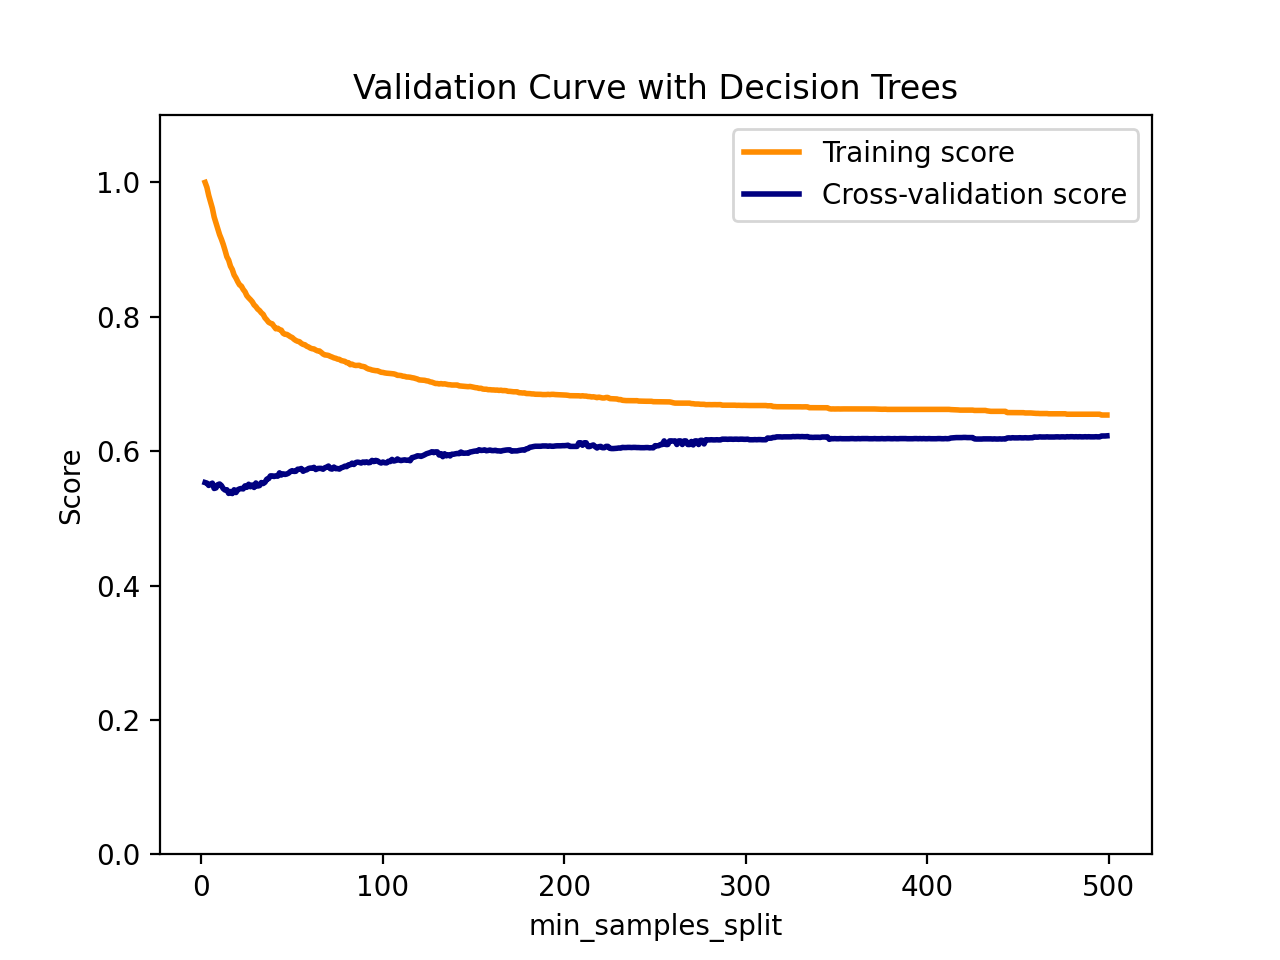 Validation Curve with Decision Trees
Training score
Cross-validation score
1.0
0.8
0.6
0.4
0.2
0.0
Score
0 100 200 300 400 500
min_samples_split